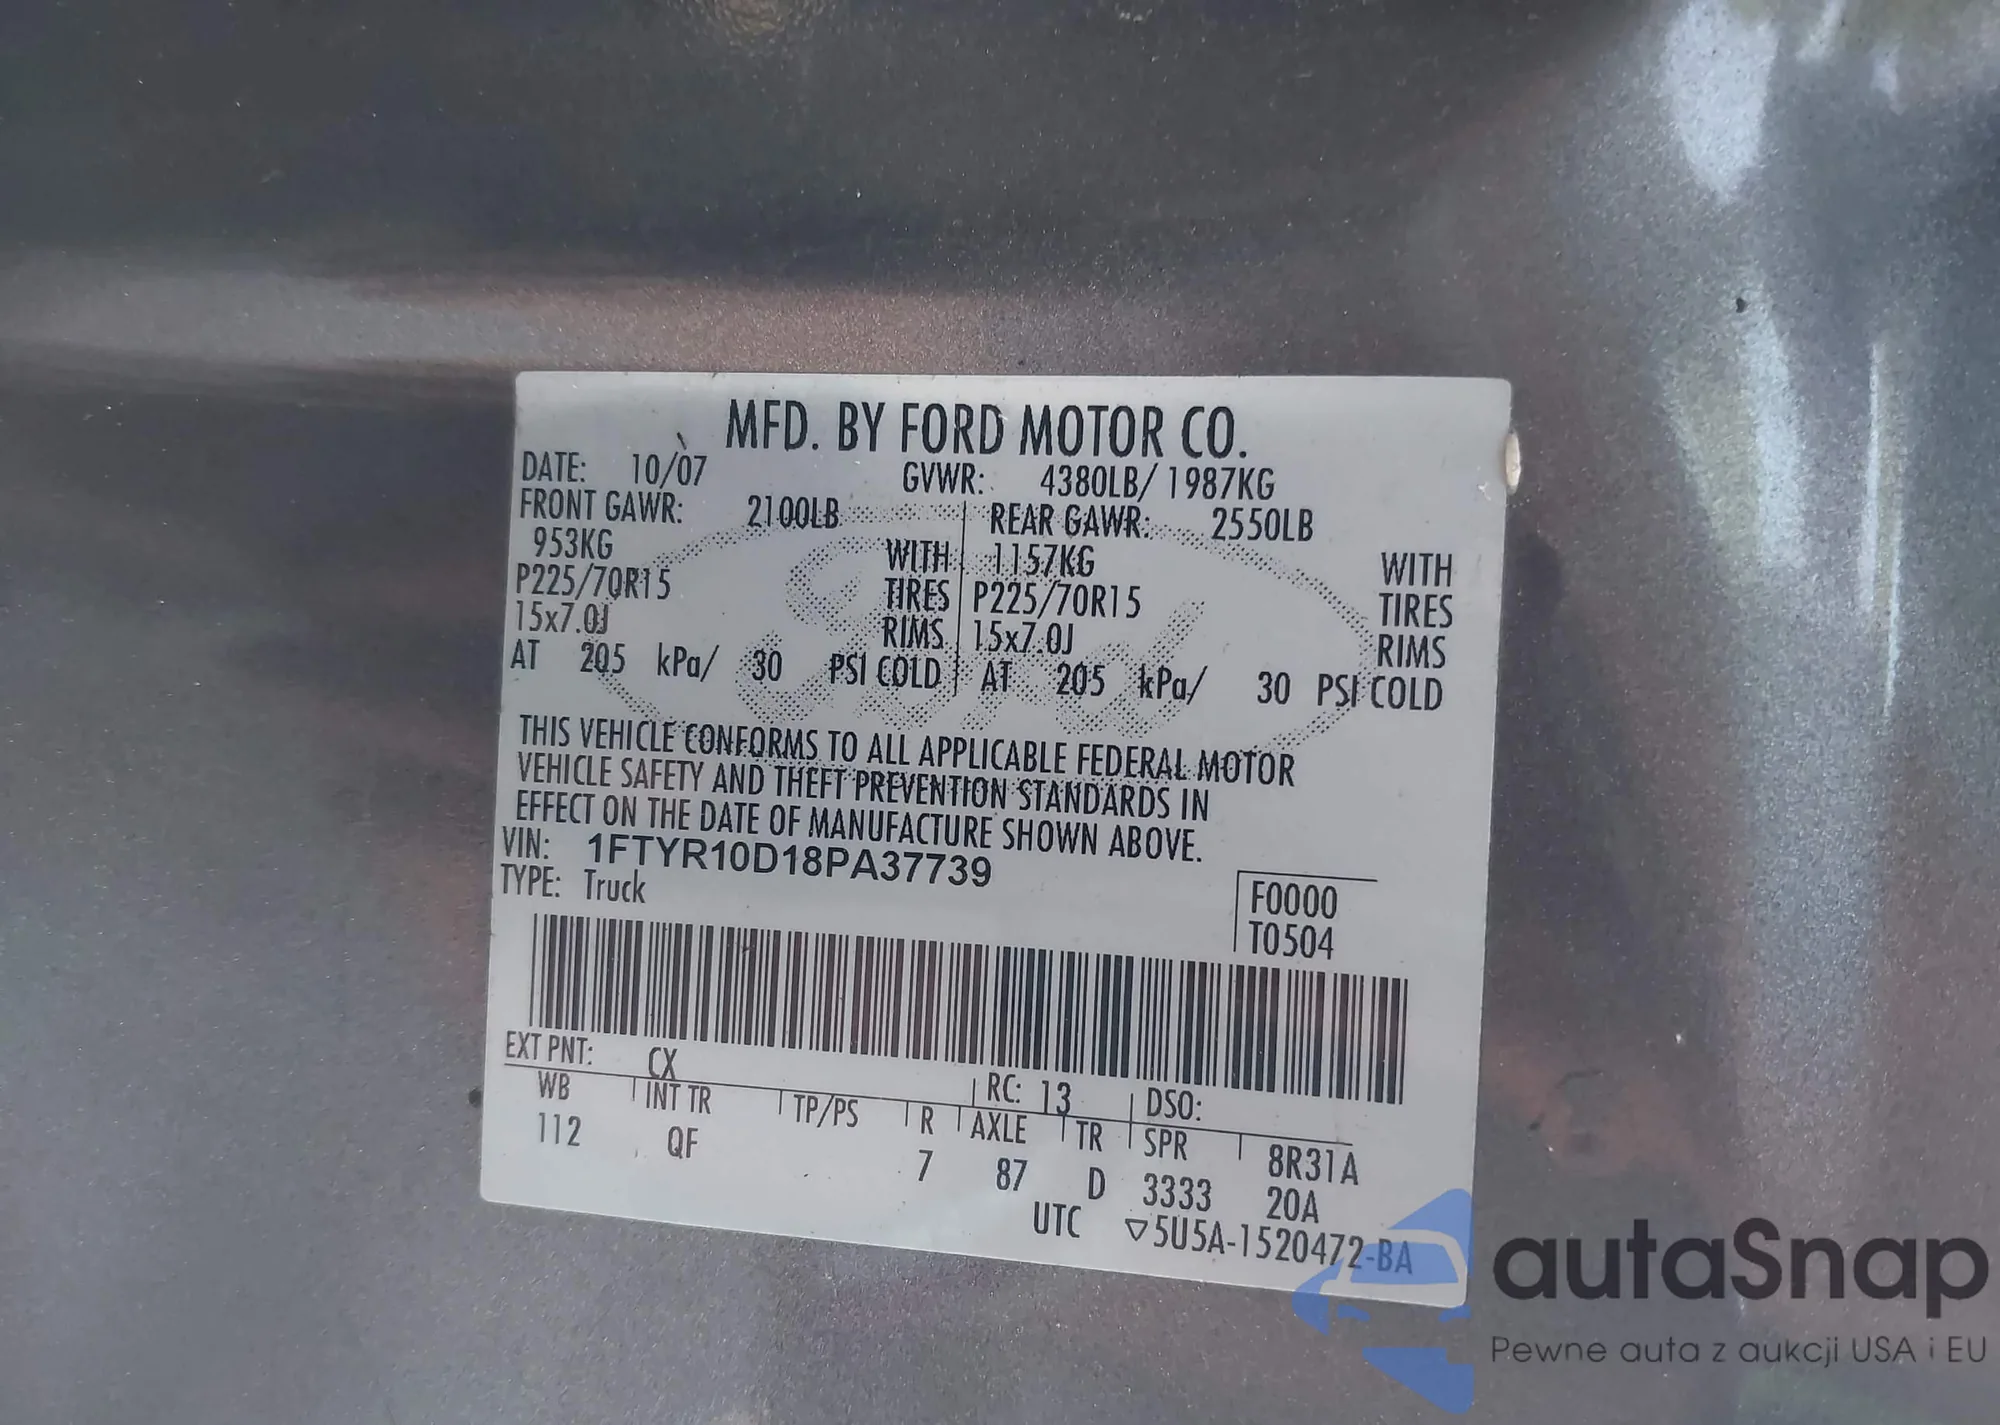 MFD. BY FORD MOTOR CO.
DATE: 10/07 GVWR: 4380LB/ 1987KG
FRONT GAWR: 2100LB REAR GAWR: 2550LB
953KG WITH 1157KG WITH
P225/70R15 TIRES P225/70R15 TIRES
15x7.0J RIMS 15x7.0J RIMS
AT 205 kPa/ 30 PSI COLD AT 205 kPa/ 30 PSI COLD
Ford
THIS VEHICLE CONFORMS TO ALL APPLICABLE FEDERAL MOTOR
VEHICLE SAFETY AND THEFT PREVENTION STANDARDS IN
EFFECT ON THE DATE OF MANUFACTURE SHOWN ABOVE.
VIN: 1FTYR10D18PA37739
TYPE: Truck F0000
T0504
EXT PNT: CX RC: 13 DSO:
WB INT TR TP/PS R AXLE TR SPR 8R31A
112 QF 7 87 D 3333 20A
UTC ▽5U5A-1520472-BA
autaSnap
Pewne auta z aukcji USA i EU